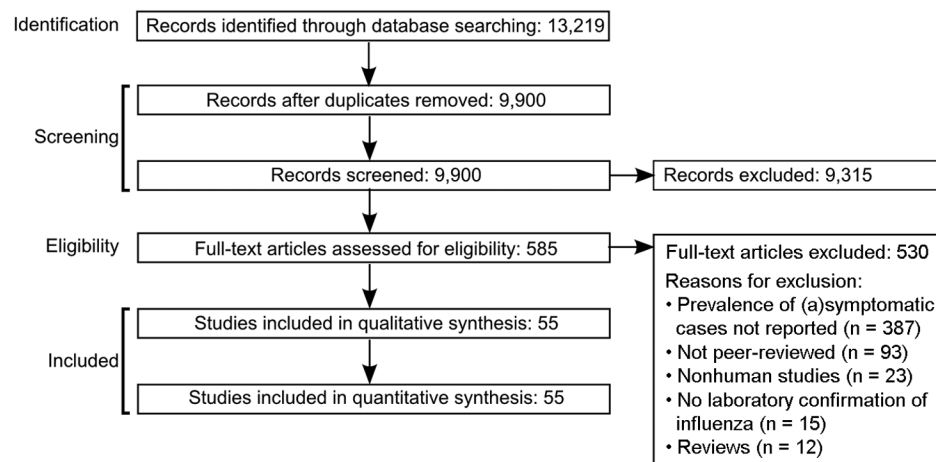 Identification
Records identified through database searching: 13,219
Records after duplicates removed: 9,900
Screening
Records screened: 9,900
Records excluded: 9,315
Eligibility
Full-text articles assessed for eligibility: 585
Full-text articles excluded: 530
Reasons for exclusion:
• Prevalence of (a)symptomatic
cases not reported (n = 387)
• Not peer-reviewed (n = 93)
• Nonhuman studies (n = 23)
• No laboratory confirmation of
influenza (n = 15)
• Reviews (n = 12)
Studies included in qualitative synthesis: 55
Included
Studies included in quantitative synthesis: 55